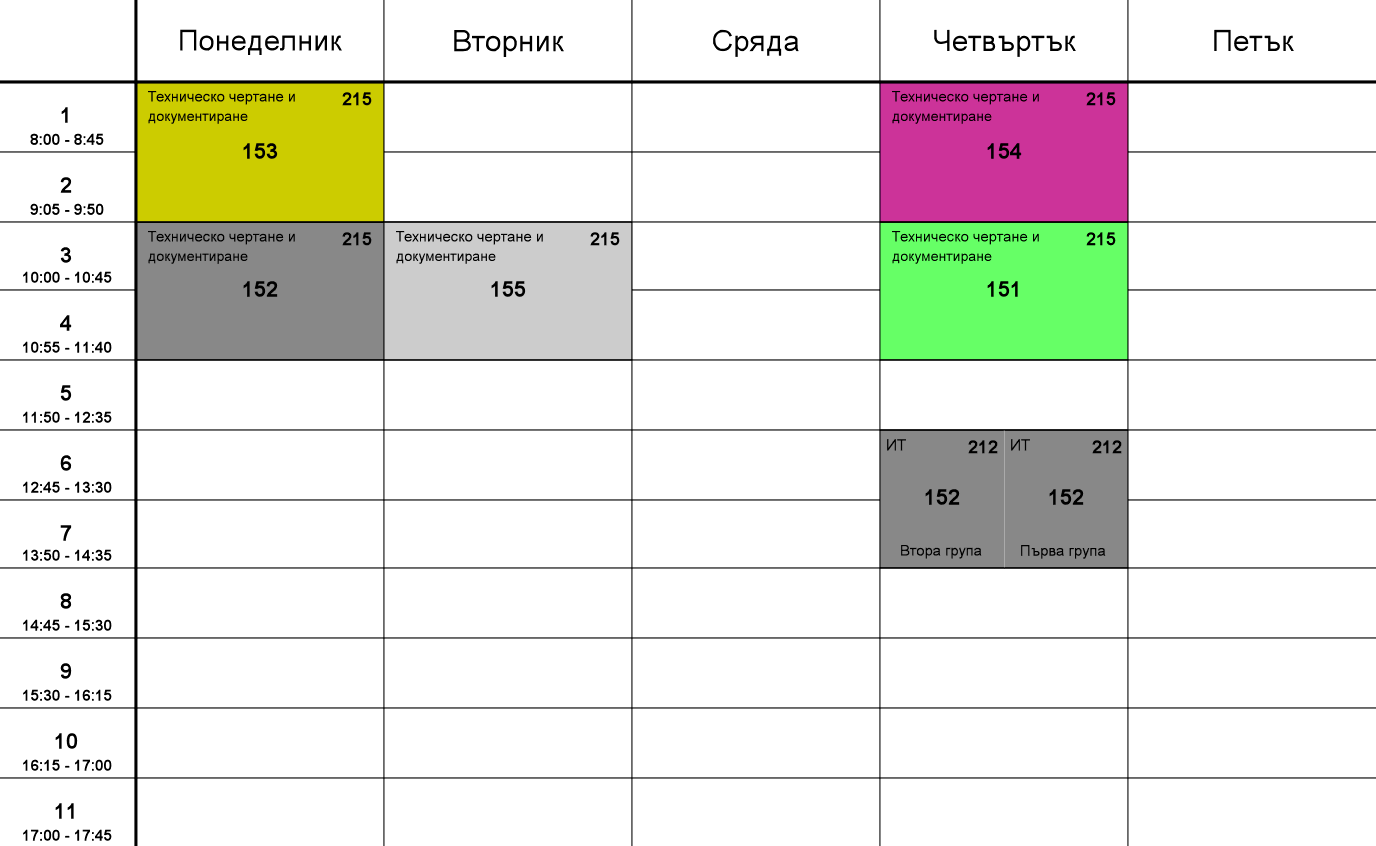 Понеделник Вторник Сряда Четвъртък Петък
1
8:00 - 8:45
Техническо чертане и 215
документиране
153
Техническо чертане и 215
документиране
154
2
9:05 - 9:50
3
10:00 - 10:45
Техническо чертане и 215
документиране
152
Техническо чертане и 215
документиране
155
Техническо чертане и 215
документиране
151
4
10:55 - 11:40
5
11:50 - 12:35
6
12:45 - 13:30
ИТ 212
152
Втора група
ИТ 212
152
Първа група
7
13:50 - 14:35
8
14:45 - 15:30
9
15:30 - 16:15
10
16:15 - 17:00
11
17:00 - 17:45